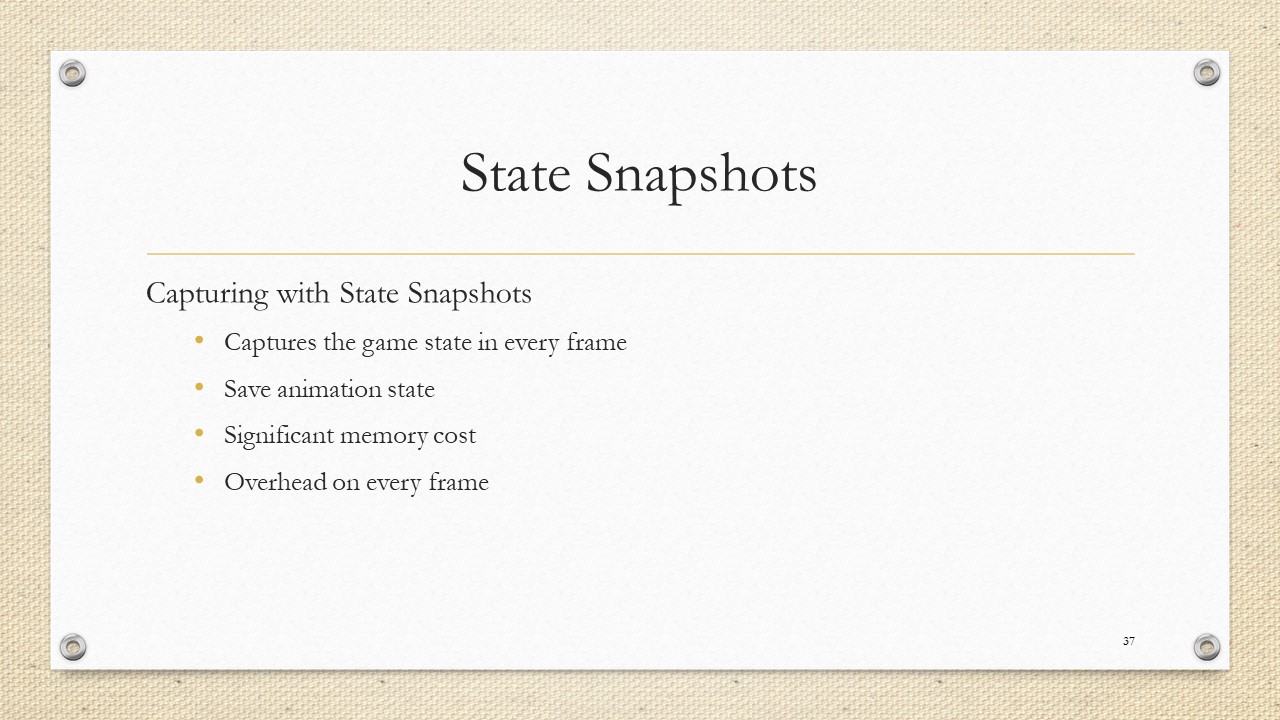 State Snapshots
Capturing with State Snapshots
• Captures the game state in every frame
• Save animation state
• Significant memory cost
• Overhead on every frame
37